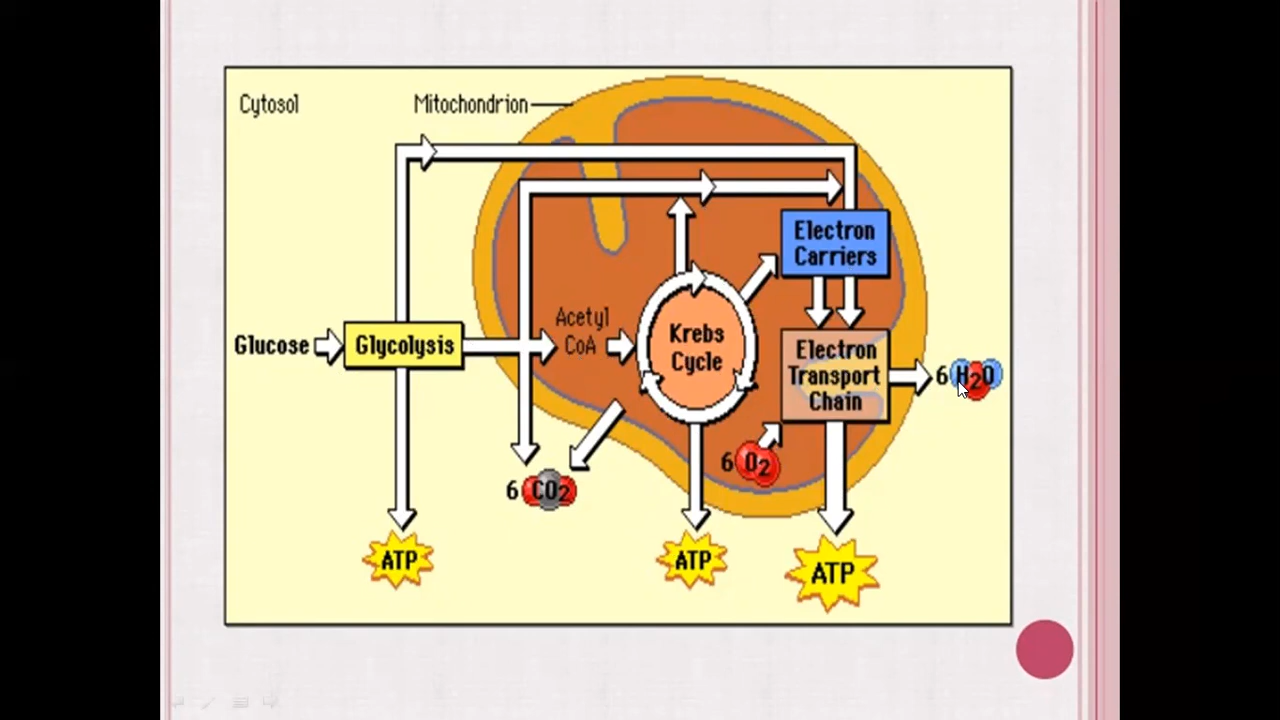 Cytosol
Mitochondrion
Electron
Carriers
Glucose
Glycolysis
Acetyl
CoA
Krebs
Cycle
Electron
Transport
Chain
6 H2O
6 O2
6 CO2
ATP
ATP
ATP